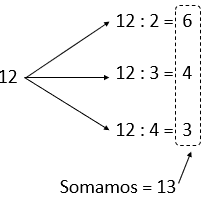 12 : 2 = 6
12
12 : 3 = 4
12 : 4 = 3
Somamos = 13